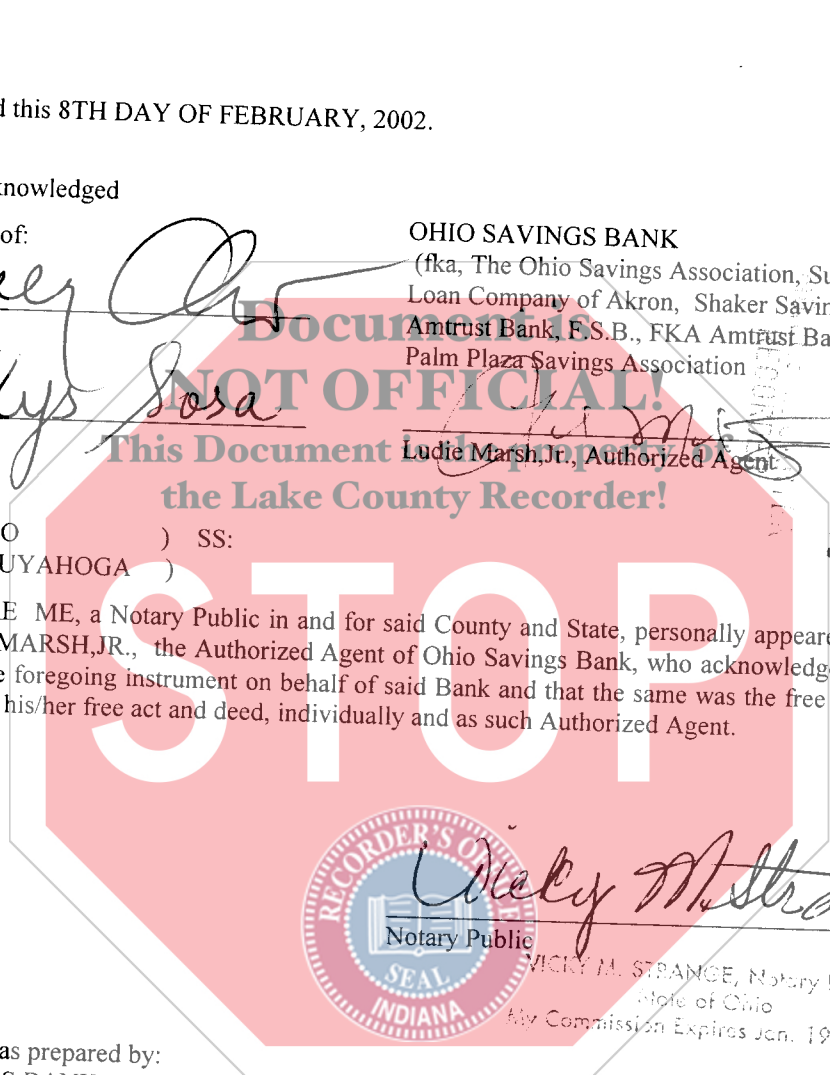 this 8TH DAY OF FEBRUARY, 2002.
nowledged
of:
OHIO SAVINGS BANK
(fka, The Ohio Savings Association, Su
Loan Company of Akron, Shaker Savin
Amtrust Bank, F.S.B., FKA Amtrust Ba
Palm Plaza Savings Association
Document is
NOT OFFICIAL!
This Document is the property of
the Lake County Recorder!
Sosa
Ludie Marsh,Jr., Authorized Agent
O ) SS:
UYAHOGA )
STOP
E ME, a Notary Public in and for said County and State, personally appeare
MARSH,JR., the Authorized Agent of Ohio Savings Bank, who acknowledg
e foregoing instrument on behalf of said Bank and that the same was the free
his/her free act and deed, individually and as such Authorized Agent.
RECORDER'S OFFICE
SEAL
INDIANA
Vicky M. Stra
Notary Public
VICKY M. STRANGE, Notary
State of Ohio
My Commission Expires Jan. 19
as prepared by: